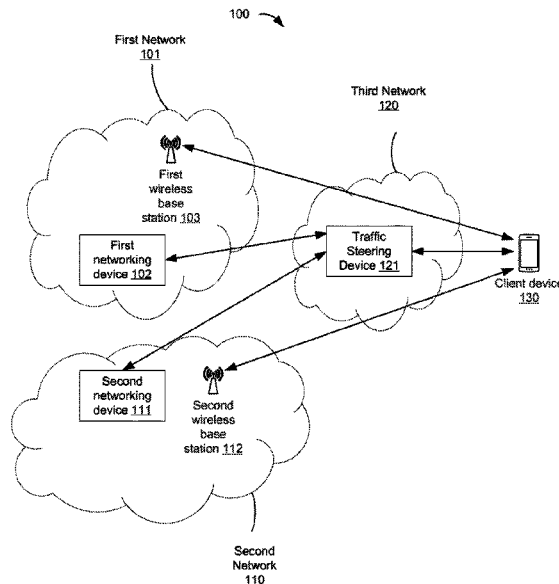 100
First Network
101
Third Network
120
First
wireless
base
station 103
First
networking
device 102
Traffic
Steering
Device 121
Client device
130
Second
networking
device 111
Second
wireless
base
station 112
Second
Network
110